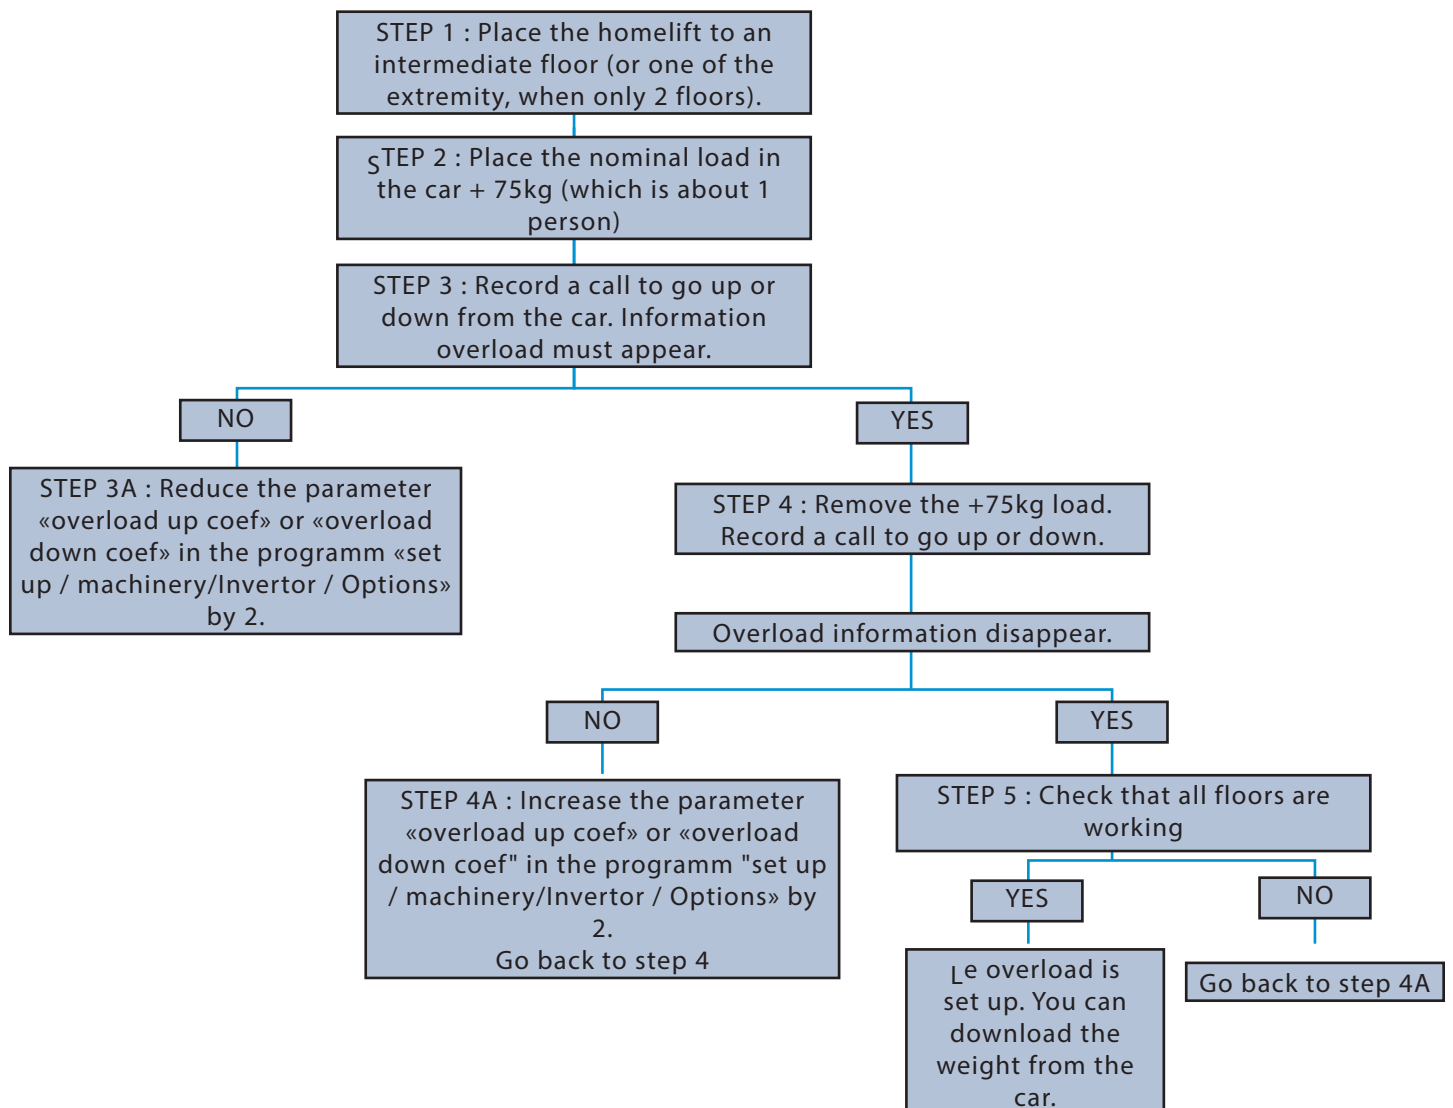 STEP 1 : Place the homelift to an
intermediate floor (or one of the
extremity, when only 2 floors).
STEP 2 : Place the nominal load in
the car + 75kg (which is about 1
person)
STEP 3 : Record a call to go up or
down from the car. Information
overload must appear.
NO
YES
STEP 3A : Reduce the parameter
«overload up coef» or «overload
down coef» in the programm «set
up / machinery/Invertor / Options»
by 2.
STEP 4 : Remove the +75kg load.
Record a call to go up or down.
Overload information disappear.
NO
YES
STEP 4A : Increase the parameter
«overload up coef» or «overload
down coef" in the programm "set up
/ machinery/Invertor / Options» by
2.
Go back to step 4
STEP 5 : Check that all floors are
working
YES
NO
Le overload is
set up. You can
download the
weight from the
car.
Go back to step 4A